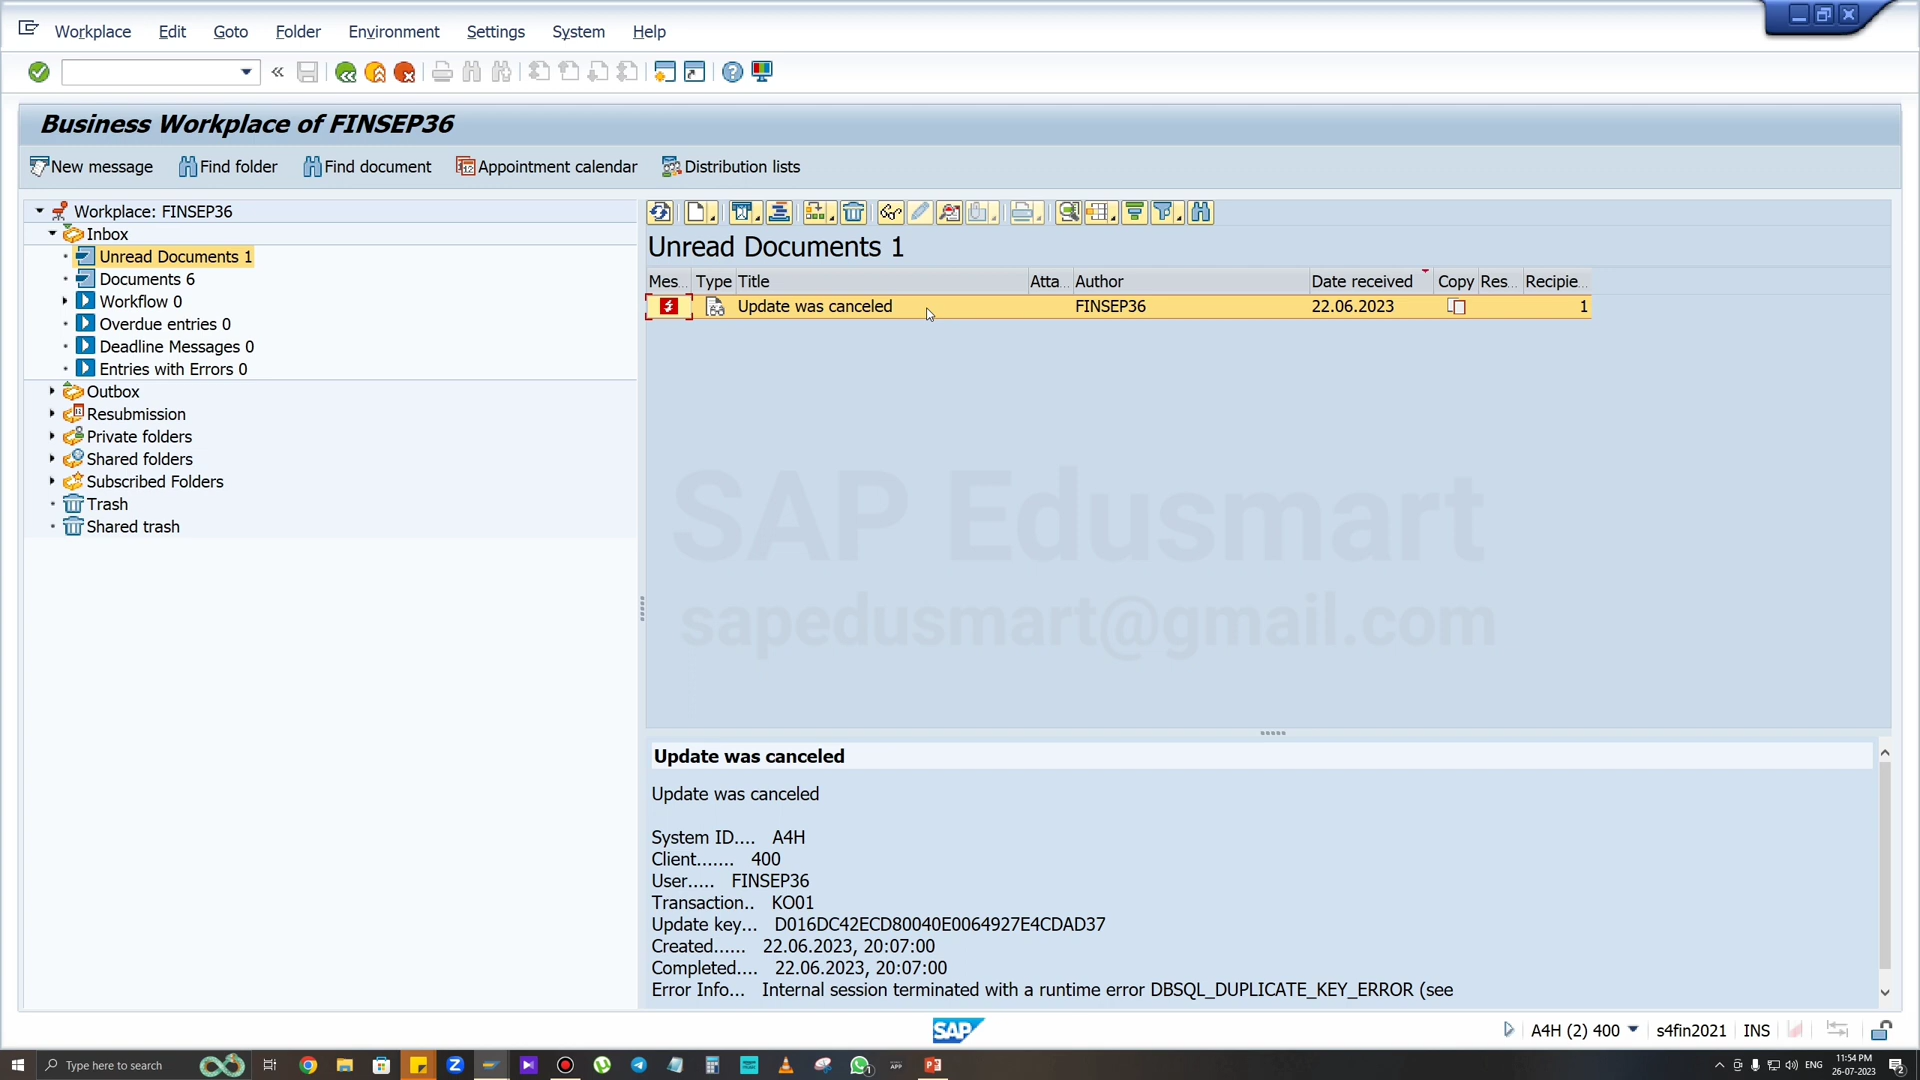 Workplace Edit Goto Folder Environment Settings System Help
Business Workplace of FINSEP36
New message Find folder Find document Appointment calendar Distribution lists
Workplace: FINSEP36
Inbox
Unread Documents 1
Documents 6
Workflow 0
Overdue entries 0
Deadline Messages 0
Entries with Errors 0
Outbox
Resubmission
Private folders
Shared folders
Subscribed Folders
Trash
Shared trash
Unread Documents 1
Mes... Type Title Atta... Author Date received Copy Res... Recipie...
Update was canceled FINSEP36 22.06.2023 1
SAP Edusmart
sapedusmart@gmail.com
Update was canceled
Update was canceled
System ID.... A4H
Client....... 400
User..... FINSEP36
Transaction.. KO01
Update key... D016DC42ECD80040E0064927E4CDAD37
Created...... 22.06.2023, 20:07:00
Completed.... 22.06.2023, 20:07:00
Error Info... Internal session terminated with a runtime error DBSQL_DUPLICATE_KEY_ERROR (see
SAP
A4H (2) 400 s4fin2021 INS
Type here to search
ENG
11:54 PM
26-07-2023